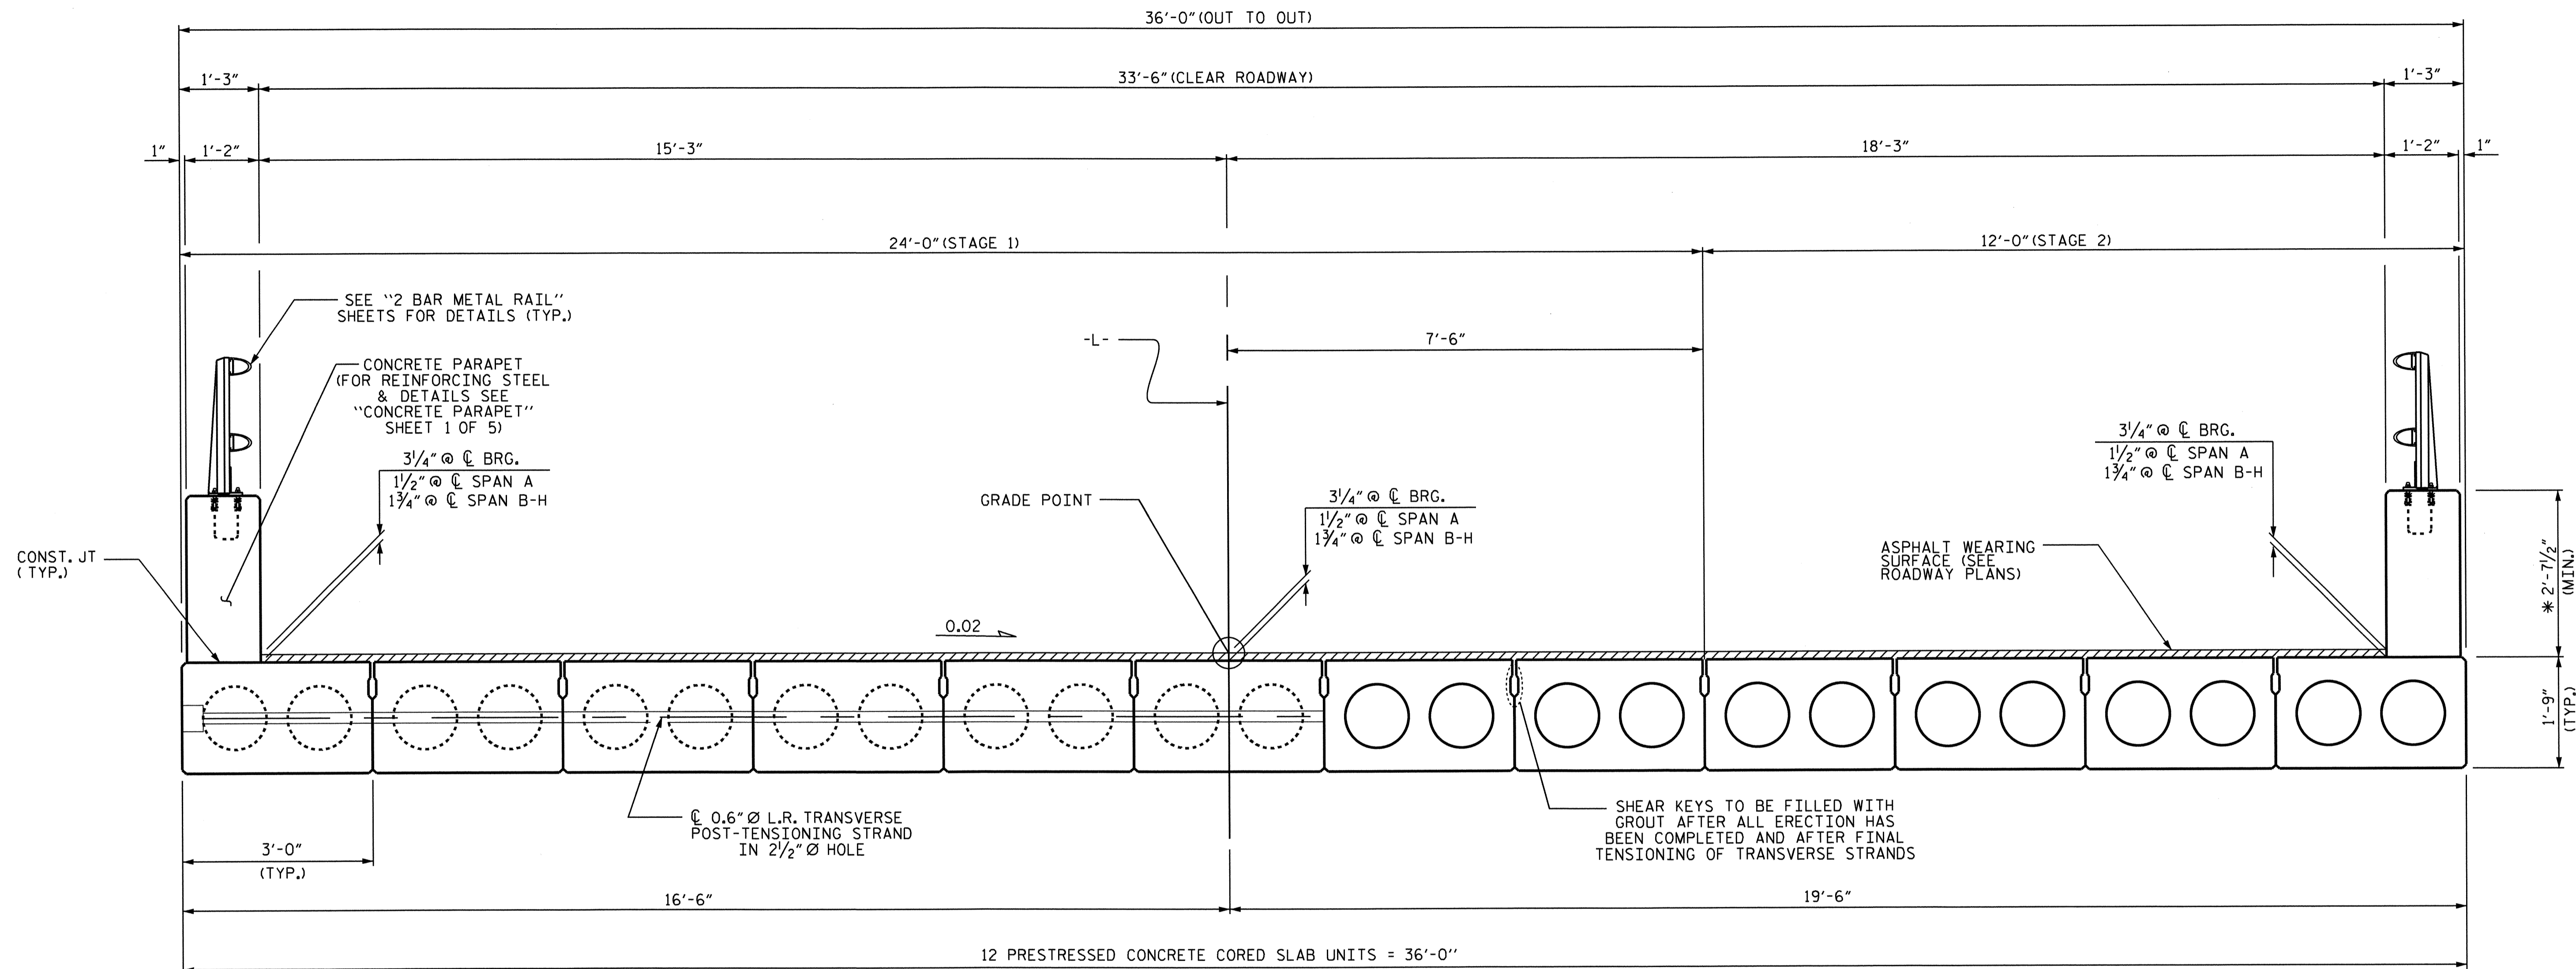 36'-0" (OUT TO OUT)
1'-3"
33'-6" (CLEAR ROADWAY)
1'-3"
1"
1'-2"
15'-3"
18'-3"
1'-2"
1"
24'-0" (STAGE 1)
12'-0" (STAGE 2)
SEE "2 BAR METAL RAIL"
SHEETS FOR DETAILS (TYP.)
-L-
7'-6"
CONCRETE PARAPET
(FOR REINFORCING STEEL
& DETAILS SEE
"CONCRETE PARAPET"
SHEET 1 OF 5)
3¼" @ ℄ BRG.
1½" @ ℄ SPAN A
1¾" @ ℄ SPAN B-H
GRADE POINT
3¼" @ ℄ BRG.
1½" @ ℄ SPAN A
1¾" @ ℄ SPAN B-H
3¼" @ ℄ BRG.
1½" @ ℄ SPAN A
1¾" @ ℄ SPAN B-H
CONST. JT
(TYP.)
ASPHALT WEARING
SURFACE (SEE
ROADWAY PLANS)
* 2'-7½"
(MIN.)
0.02
1'-9"
(TYP.)
℄ 0.6" Ø L.R. TRANSVERSE
POST-TENSIONING STRAND
IN 2½" Ø HOLE
SHEAR KEYS TO BE FILLED WITH
GROUT AFTER ALL ERECTION HAS
BEEN COMPLETED AND AFTER FINAL
TENSIONING OF TRANSVERSE STRANDS
3'-0"
(TYP.)
16'-6"
19'-6"
12 PRESTRESSED CONCRETE CORED SLAB UNITS = 36'-0''